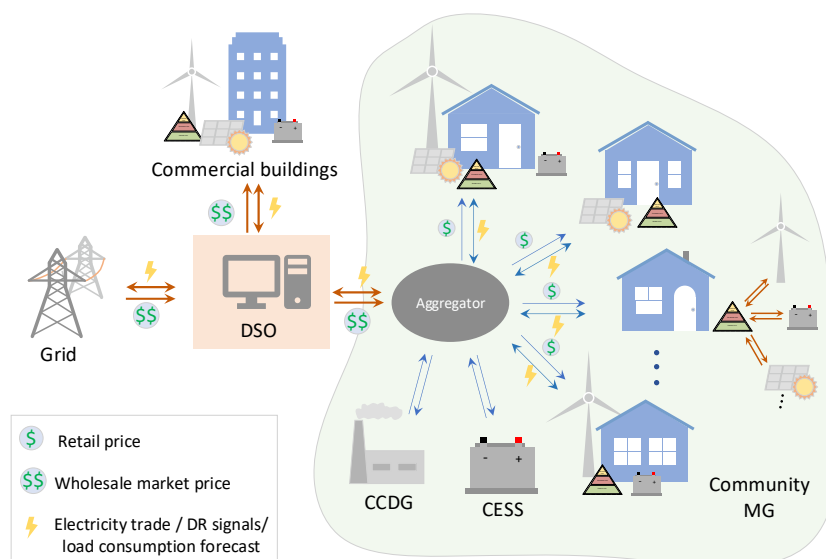 Commercial buildings
$$
$
$
DSO
$$
$$
Aggregator
$
$
Grid
CCDG
CESS
Community
MG
$ Retail price
$$ Wholesale market price
Electricity trade / DR signals/
load consumption forecast